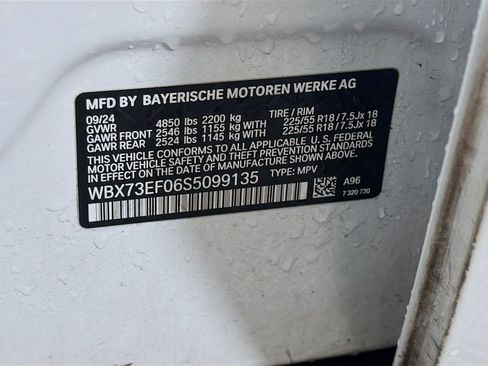 MFD BY BAYERISCHE MOTOREN WERKE AG
09/24 TIRE / RIM
GVWR 4850 lbs 2200 kg
GAWR FRONT 2546 lbs 1155 kg WITH 225/55 R18 / 7.5Jx 18
GAWR REAR 2524 lbs 1145 kg WITH 225/55 R18 / 7.5Jx 18
THIS VEHICLE CONFORMS TO ALL APPLICABLE U. S. FEDERAL
MOTOR VEHICLE SAFETY, BUMPER, AND THEFT PREVENTION STANDARDS
IN EFFECT ON THE DATE OF MANUFACTURE SHOWN ABOVE.
WBX73EF06S5099135 TYPE: MPV
A96
7 320 730